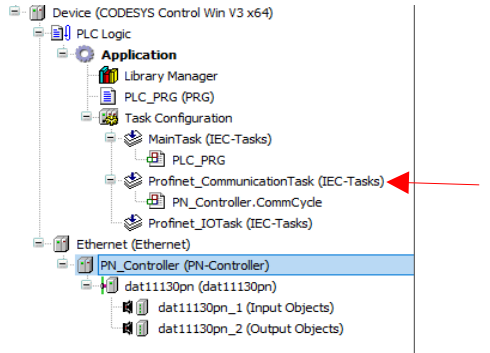 Device (CODESYS Control Win V3 x64)
PLC Logic
Application
Library Manager
PLC_PRG (PRG)
Task Configuration
MainTask (IEC-Tasks)
PLC_PRG
Profinet_CommunicationTask (IEC-Tasks)
PN_Controller.CommCycle
Profinet_IOTask (IEC-Tasks)
Ethernet (Ethernet)
PN_Controller (PN-Controller)
dat11130pn (dat11130pn)
dat11130pn_1 (Input Objects)
dat11130pn_2 (Output Objects)